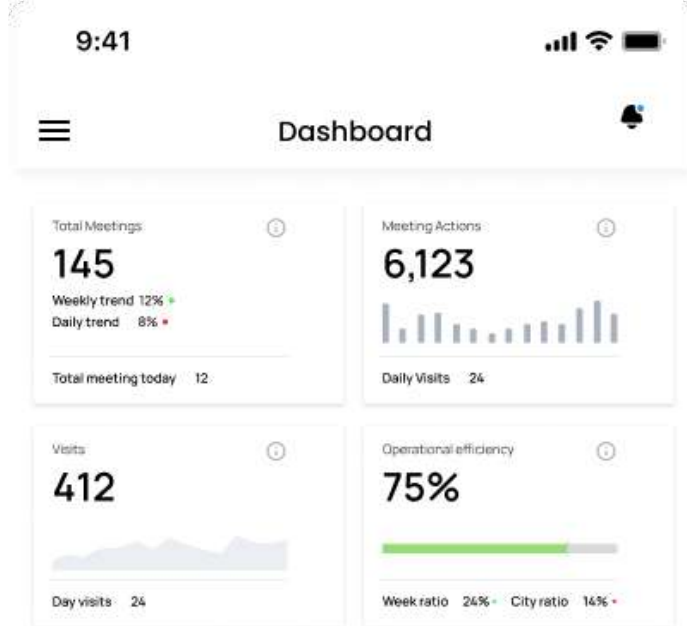 9:41
Dashboard
Total Meetings
145
Weekly trend 12%
Daily trend 8%
Total meeting today 12
Meeting Actions
6,123
Daily Visits 24
Visits
412
Day visits 24
Operational efficiency
75%
Week ratio 24% City ratio 14%